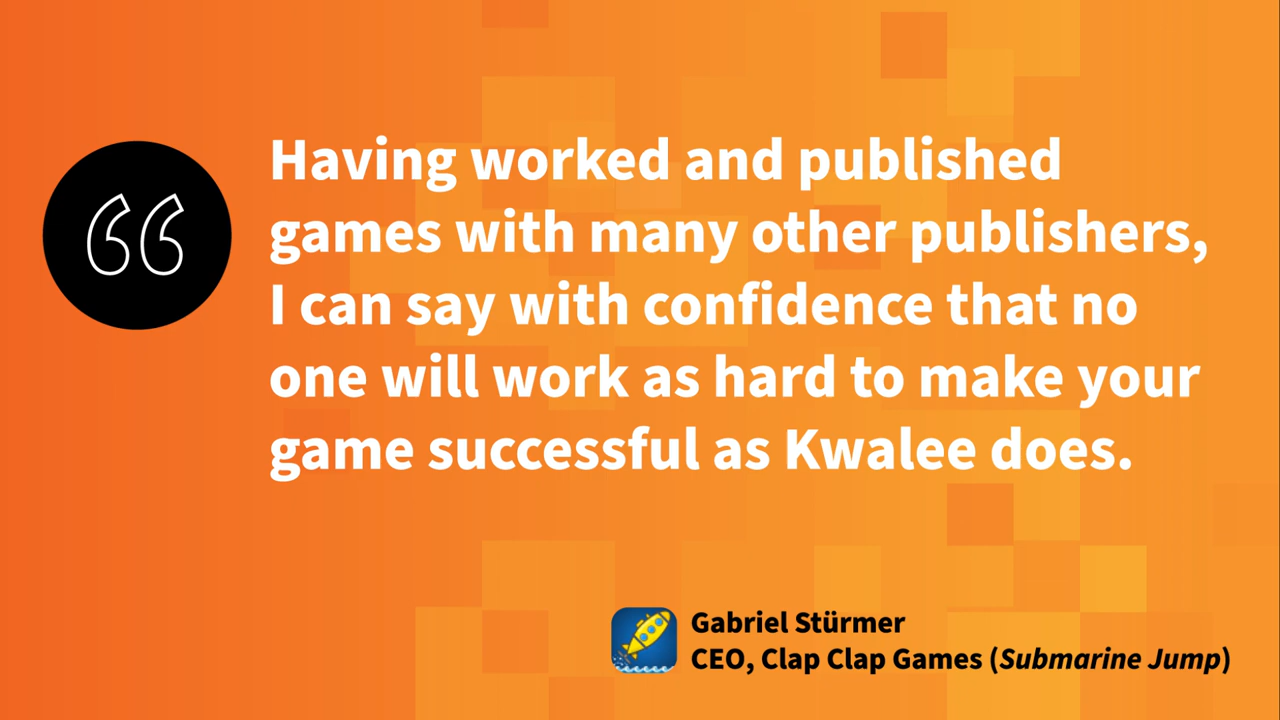 “
Having worked and published
games with many other publishers,
I can say with confidence that no
one will work as hard to make your
game successful as Kwalee does.
Gabriel Stürmer
CEO, Clap Clap Games (Submarine Jump)